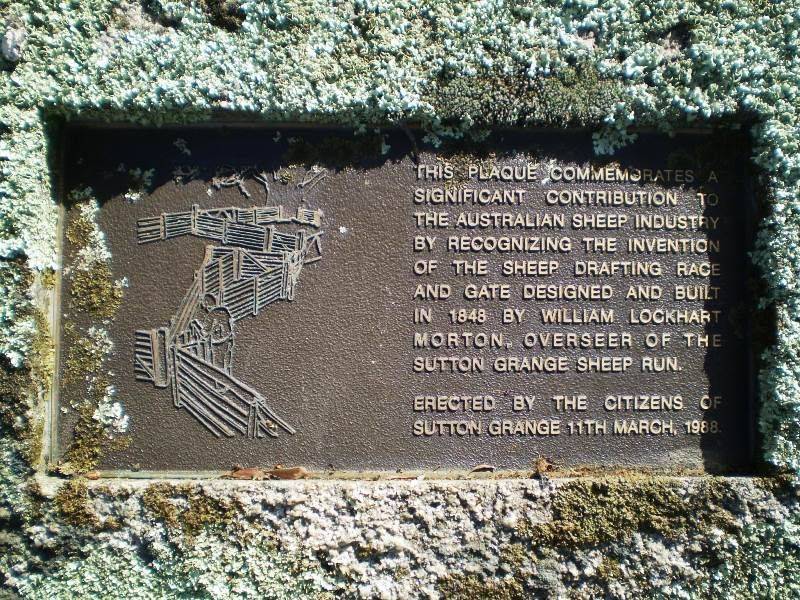 THIS PLAQUE COMMEMORATES A
SIGNIFICANT CONTRIBUTION TO
THE AUSTRALIAN SHEEP INDUSTRY
BY RECOGNIZING THE INVENTION
OF THE SHEEP DRAFTING RACE
AND GATE DESIGNED AND BUILT
IN 1848 BY WILLIAM LOCKHART
MORTON, OVERSEER OF THE
SUTTON GRANGE SHEEP RUN.
ERECTED BY THE CITIZENS OF
SUTTON GRANGE 11TH MARCH, 1988.